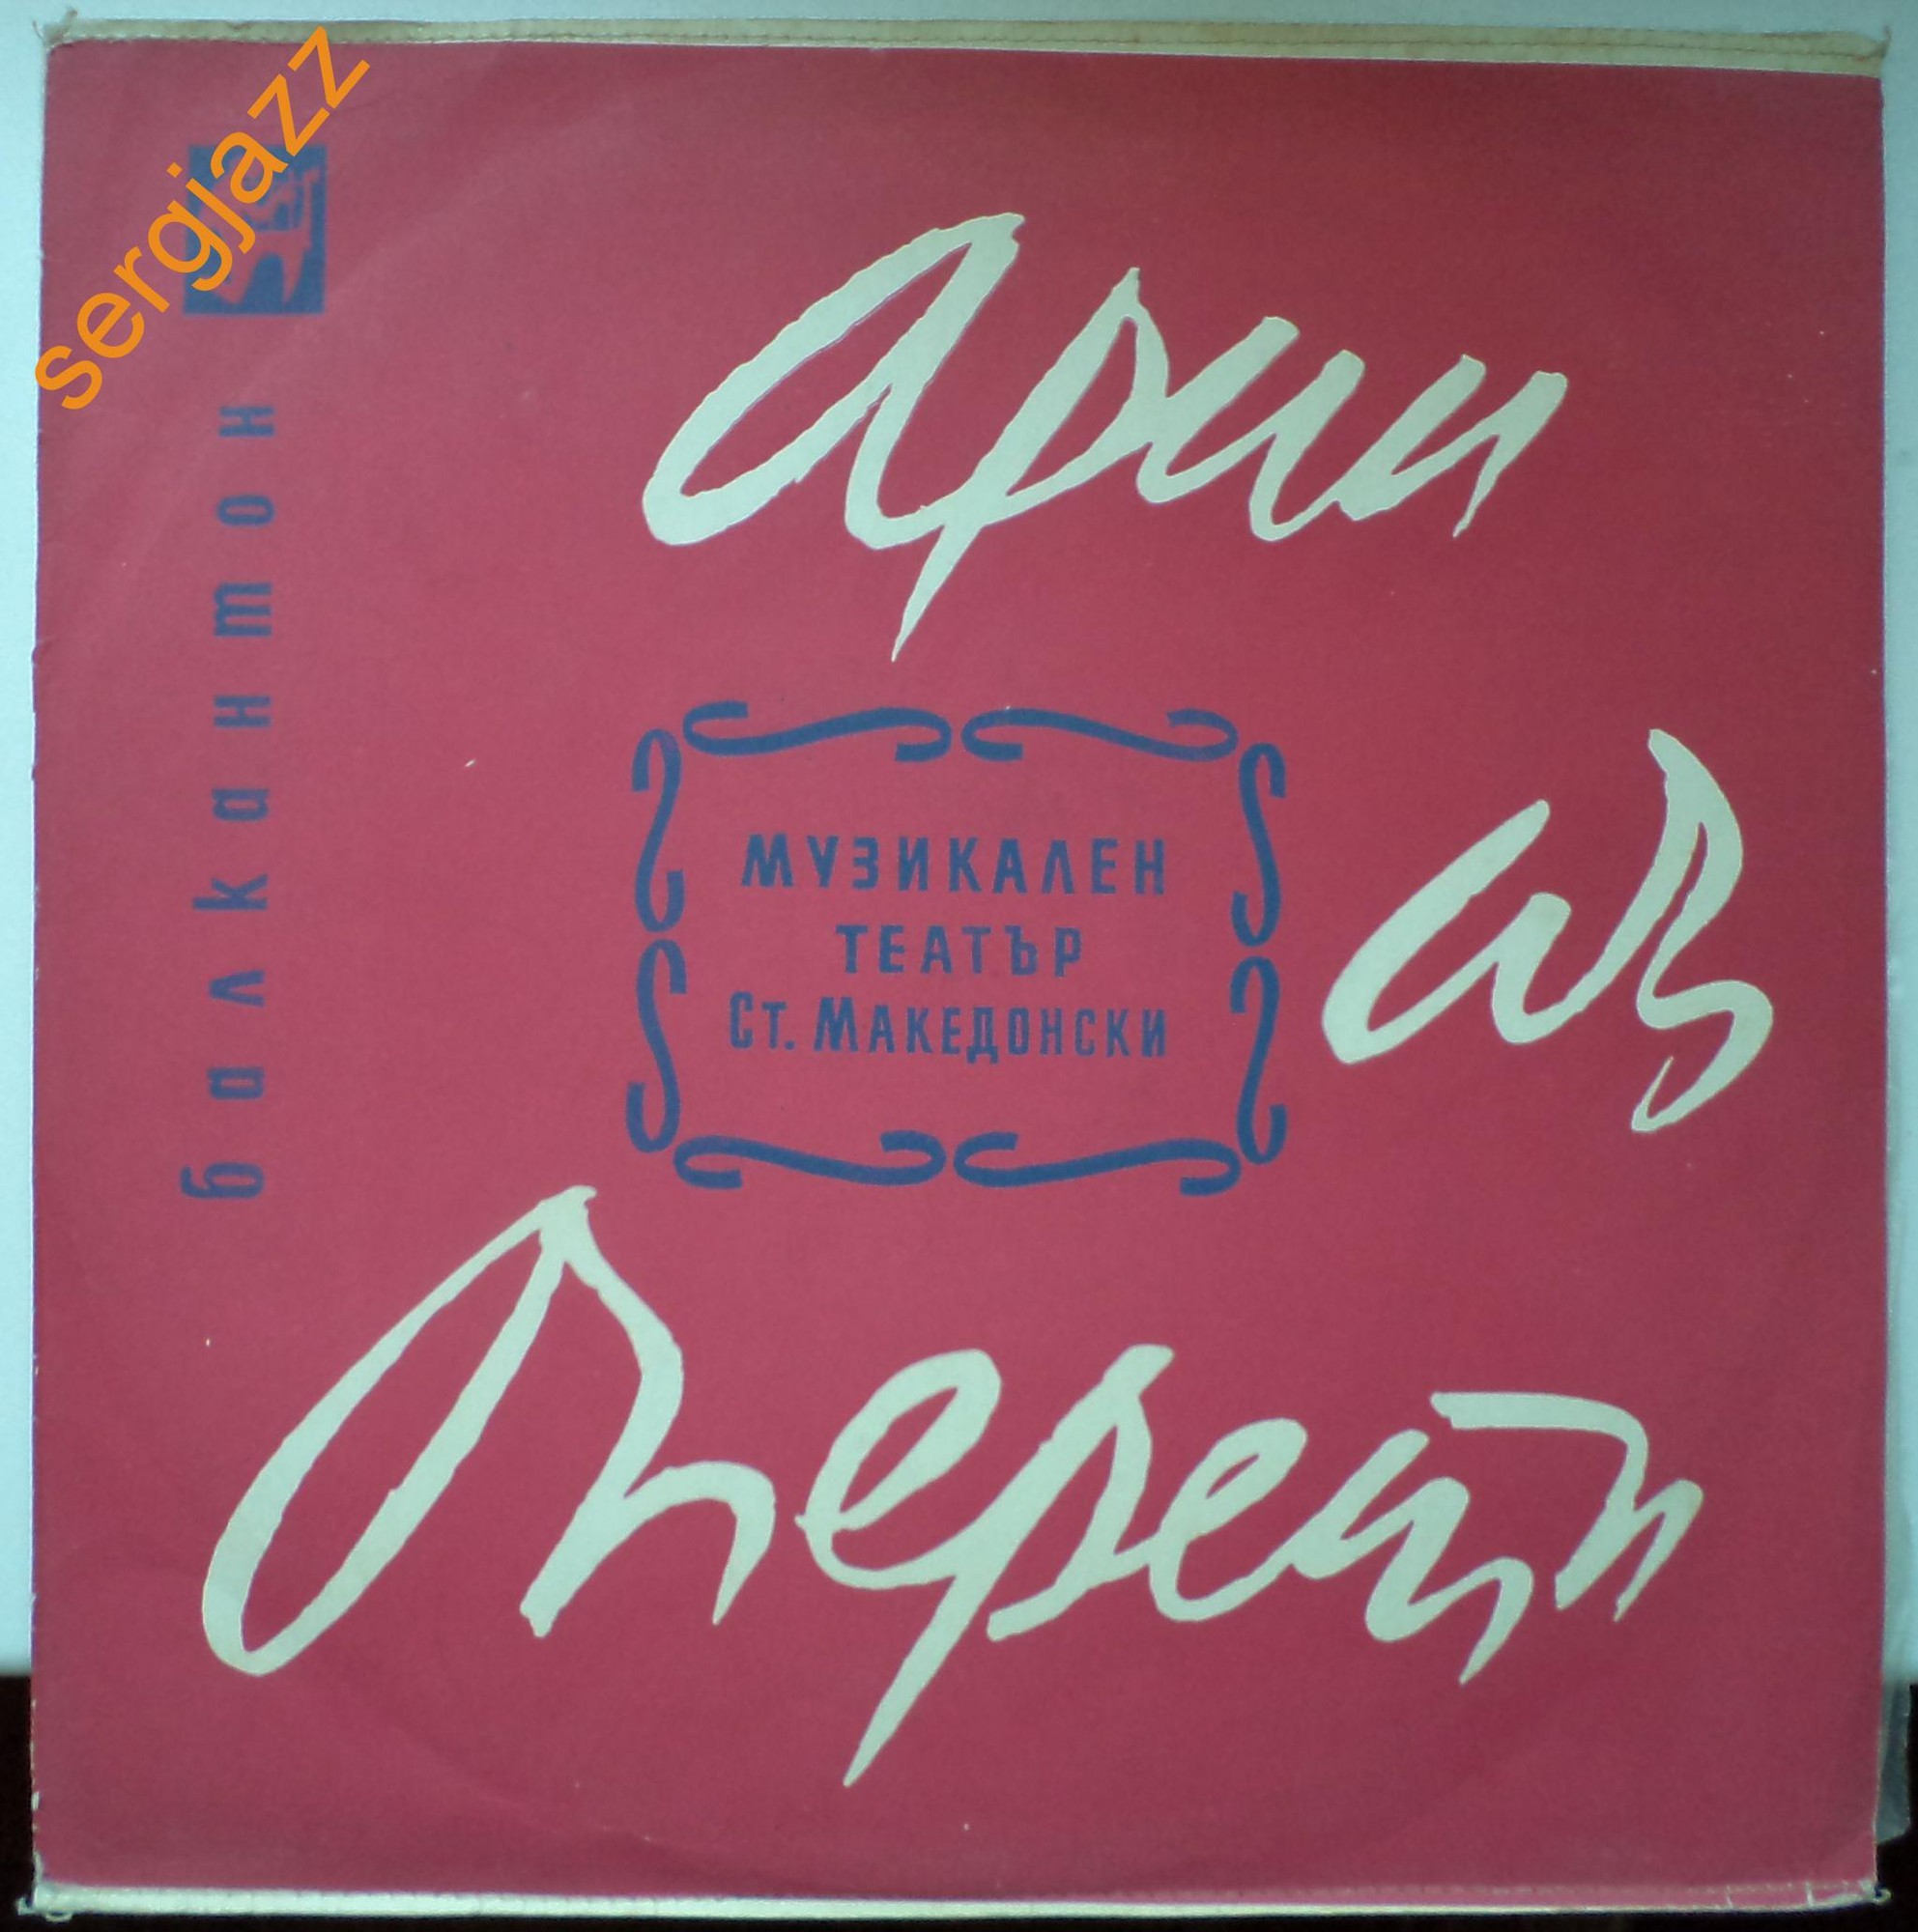 sergjazz
балкантон
Арии
МУЗИКАЛЕН
ТЕАТЪР
СТ. МАКЕДОНСКИ
из
Оперети